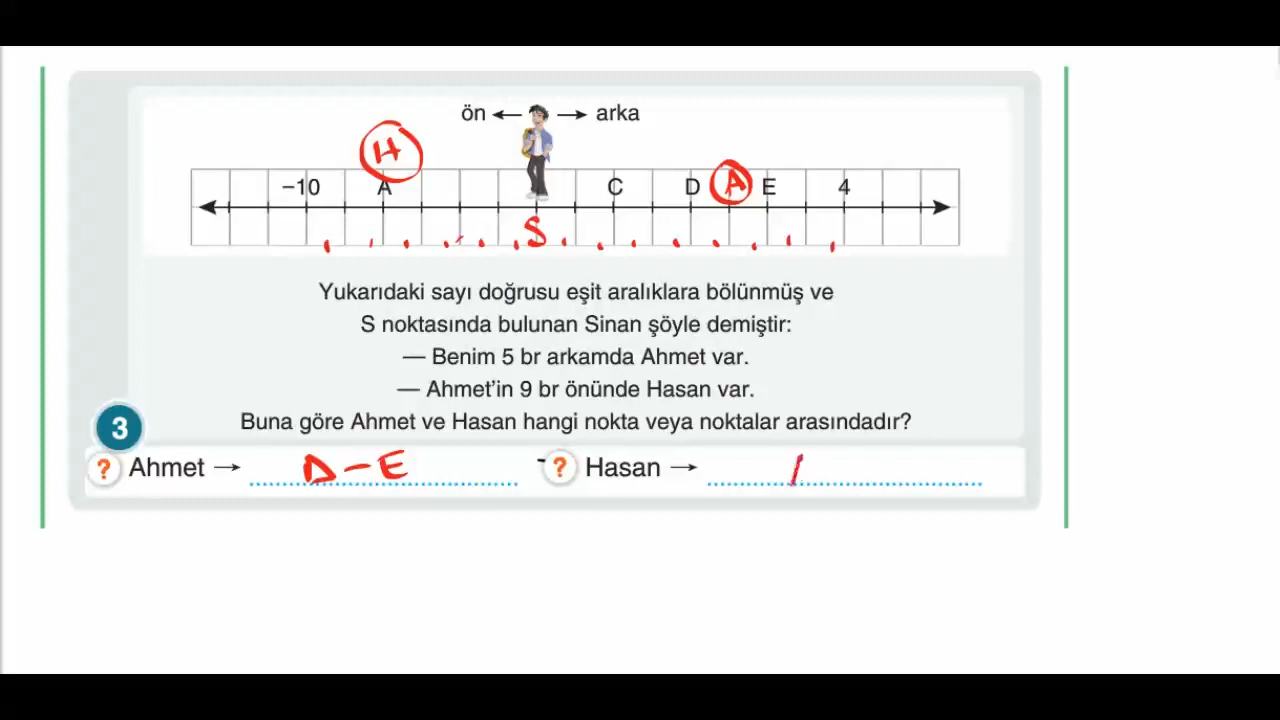 ön arka
H
−10 A C D A E 4
S
Yukarıdaki sayı doğrusu eşit aralıklara bölünmüş ve
S noktasında bulunan Sinan şöyle demiştir:
— Benim 5 br arkamda Ahmet var.
— Ahmet'in 9 br önünde Hasan var.
3
Buna göre Ahmet ve Hasan hangi nokta veya noktalar arasındadır?
? Ahmet → D – E ? Hasan →